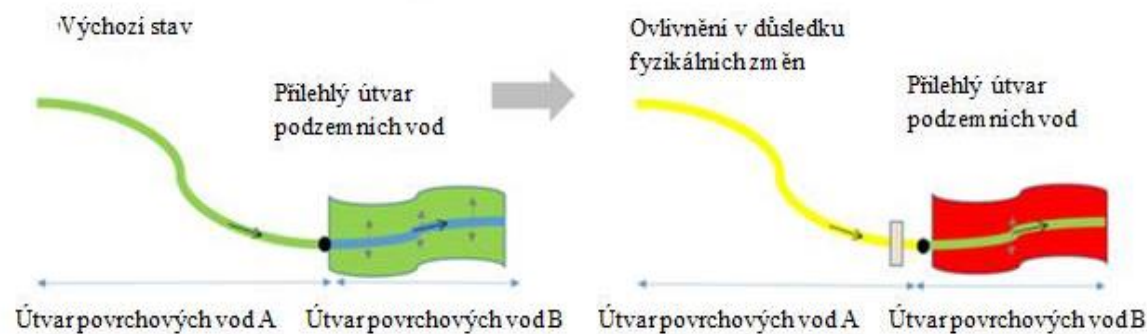 Výchozí stav
Přilehlý útvar
podzemních vod
Útvar povrchových vod A
Útvar povrchových vod B
Ovlivnění v důsledku
fyzikálních změn
Přilehlý útvar
podzemních vod
Útvar povrchových vod A
Útvar povrchových vod B